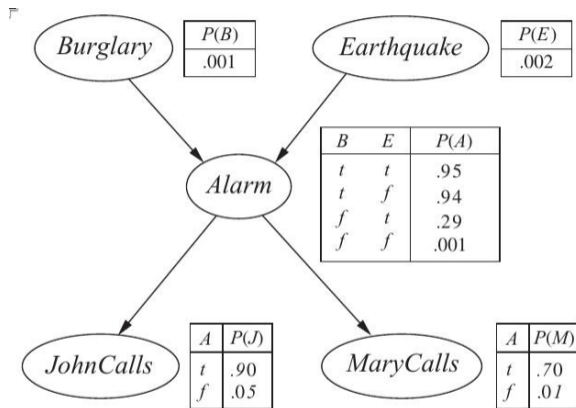 Burglary
P(B)
.001
Earthquake
P(E)
.002
B E P(A)
t t .95
t f .94
f t .29
f f .001
Alarm
JohnCalls
A P(J)
t .90
f .05
MaryCalls
A P(M)
t .70
f .01